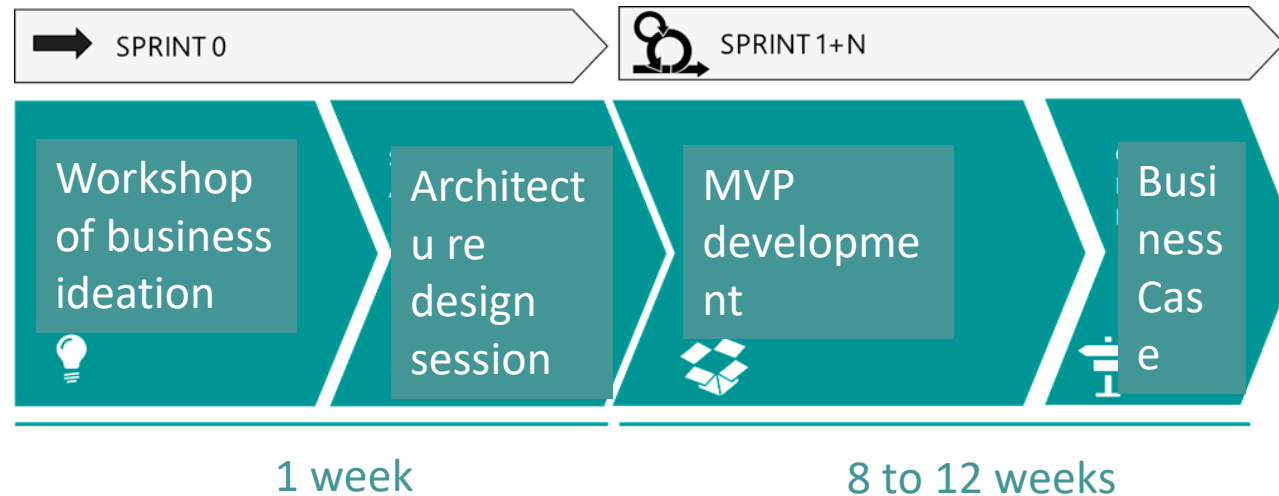 SPRINT 0
SPRINT 1+N
Workshop
of business
ideation
Architect
u re
design
session
MVP
developme
nt
Busi
ness
Cas
e
1 week
8 to 12 weeks